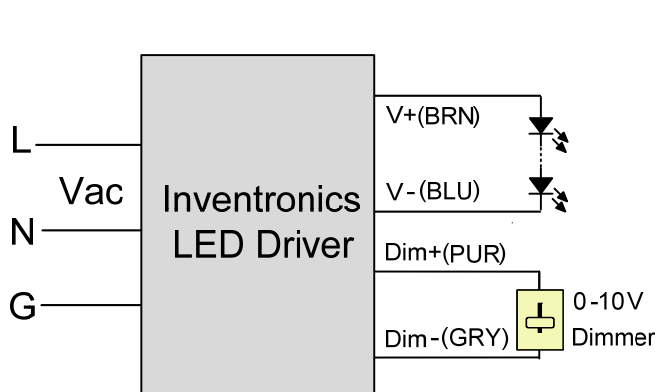 L
Vac
N
G
Inventronics
LED Driver
V+(BRN)
V-(BLU)
Dim+(PUR)
Dim-(GRY)
0-10V
Dimmer